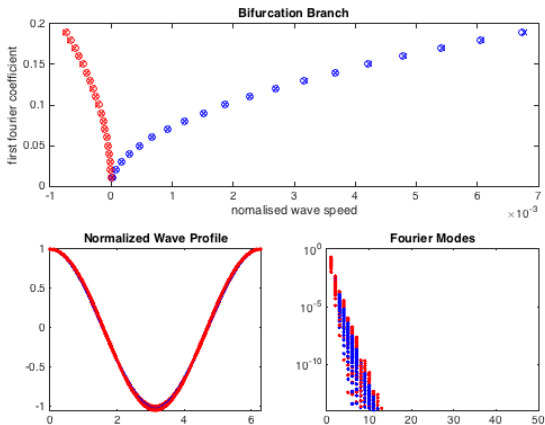 Bifurcation Branch
0.2
0.15
0.1
0.05
0
first fourier coefficient
-1 0 1 2 3 4 5 6 7
nomalised wave speed
×10⁻³
Normalized Wave Profile
1
0.5
0
-0.5
-1
0 2 4 6
Fourier Modes
10⁰
10⁻⁵
10⁻¹⁰
0 10 20 30 40 50